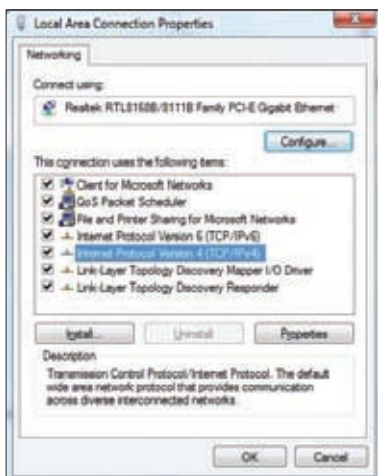 Local Area Connection Properties
Networking
Connect using:
Realtek RTL8168B/8111B Family PCI-E Gigabit Ethernet
Configure...
This connection uses the following items:
Client for Microsoft Networks
QoS Packet Scheduler
File and Printer Sharing for Microsoft Networks
Internet Protocol Version 6 (TCP/IPv6)
Internet Protocol Version 4 (TCP/IPv4)
Link-Layer Topology Discovery Mapper I/O Driver
Link-Layer Topology Discovery Responder
Install...
Uninstall
Properties
Description
Transmission Control Protocol/Internet Protocol. The default
wide area network protocol that provides communication
across diverse interconnected networks.
OK
Cancel